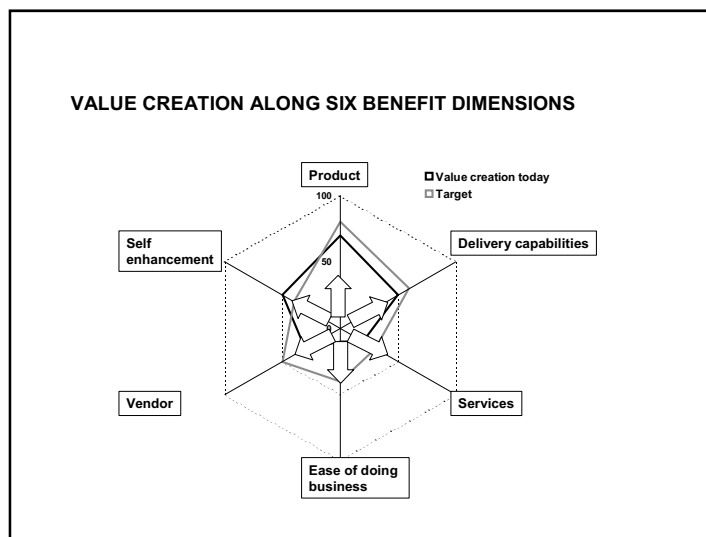 VALUE CREATION ALONG SIX BENEFIT DIMENSIONS
Product
100
Value creation today
Target
Self
enhancement
Delivery capabilities
50
0
Vendor
Services
Ease of doing
business